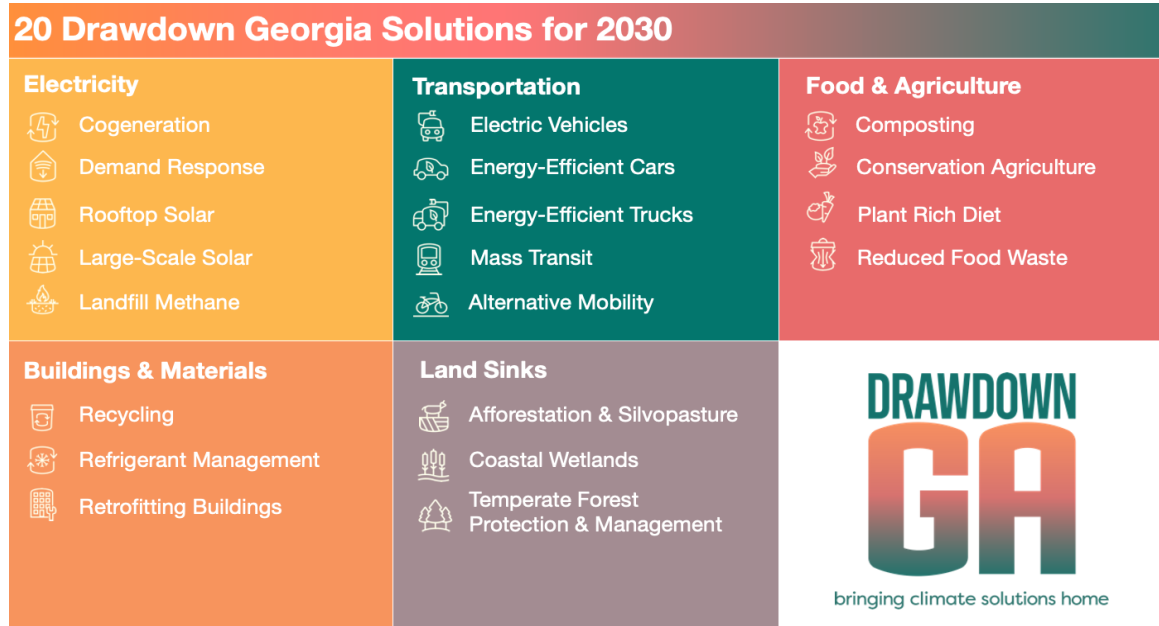 20 Drawdown Georgia Solutions for 2030
Electricity
Cogeneration
Demand Response
Rooftop Solar
Large-Scale Solar
Landfill Methane
Transportation
Electric Vehicles
Energy-Efficient Cars
Energy-Efficient Trucks
Mass Transit
Alternative Mobility
Food & Agriculture
Composting
Conservation Agriculture
Plant Rich Diet
Reduced Food Waste
Buildings & Materials
Recycling
Refrigerant Management
Retrofitting Buildings
Land Sinks
Afforestation & Silvopasture
Coastal Wetlands
Temperate Forest
Protection & Management
DRAWDOWN
GA
bringing climate solutions home